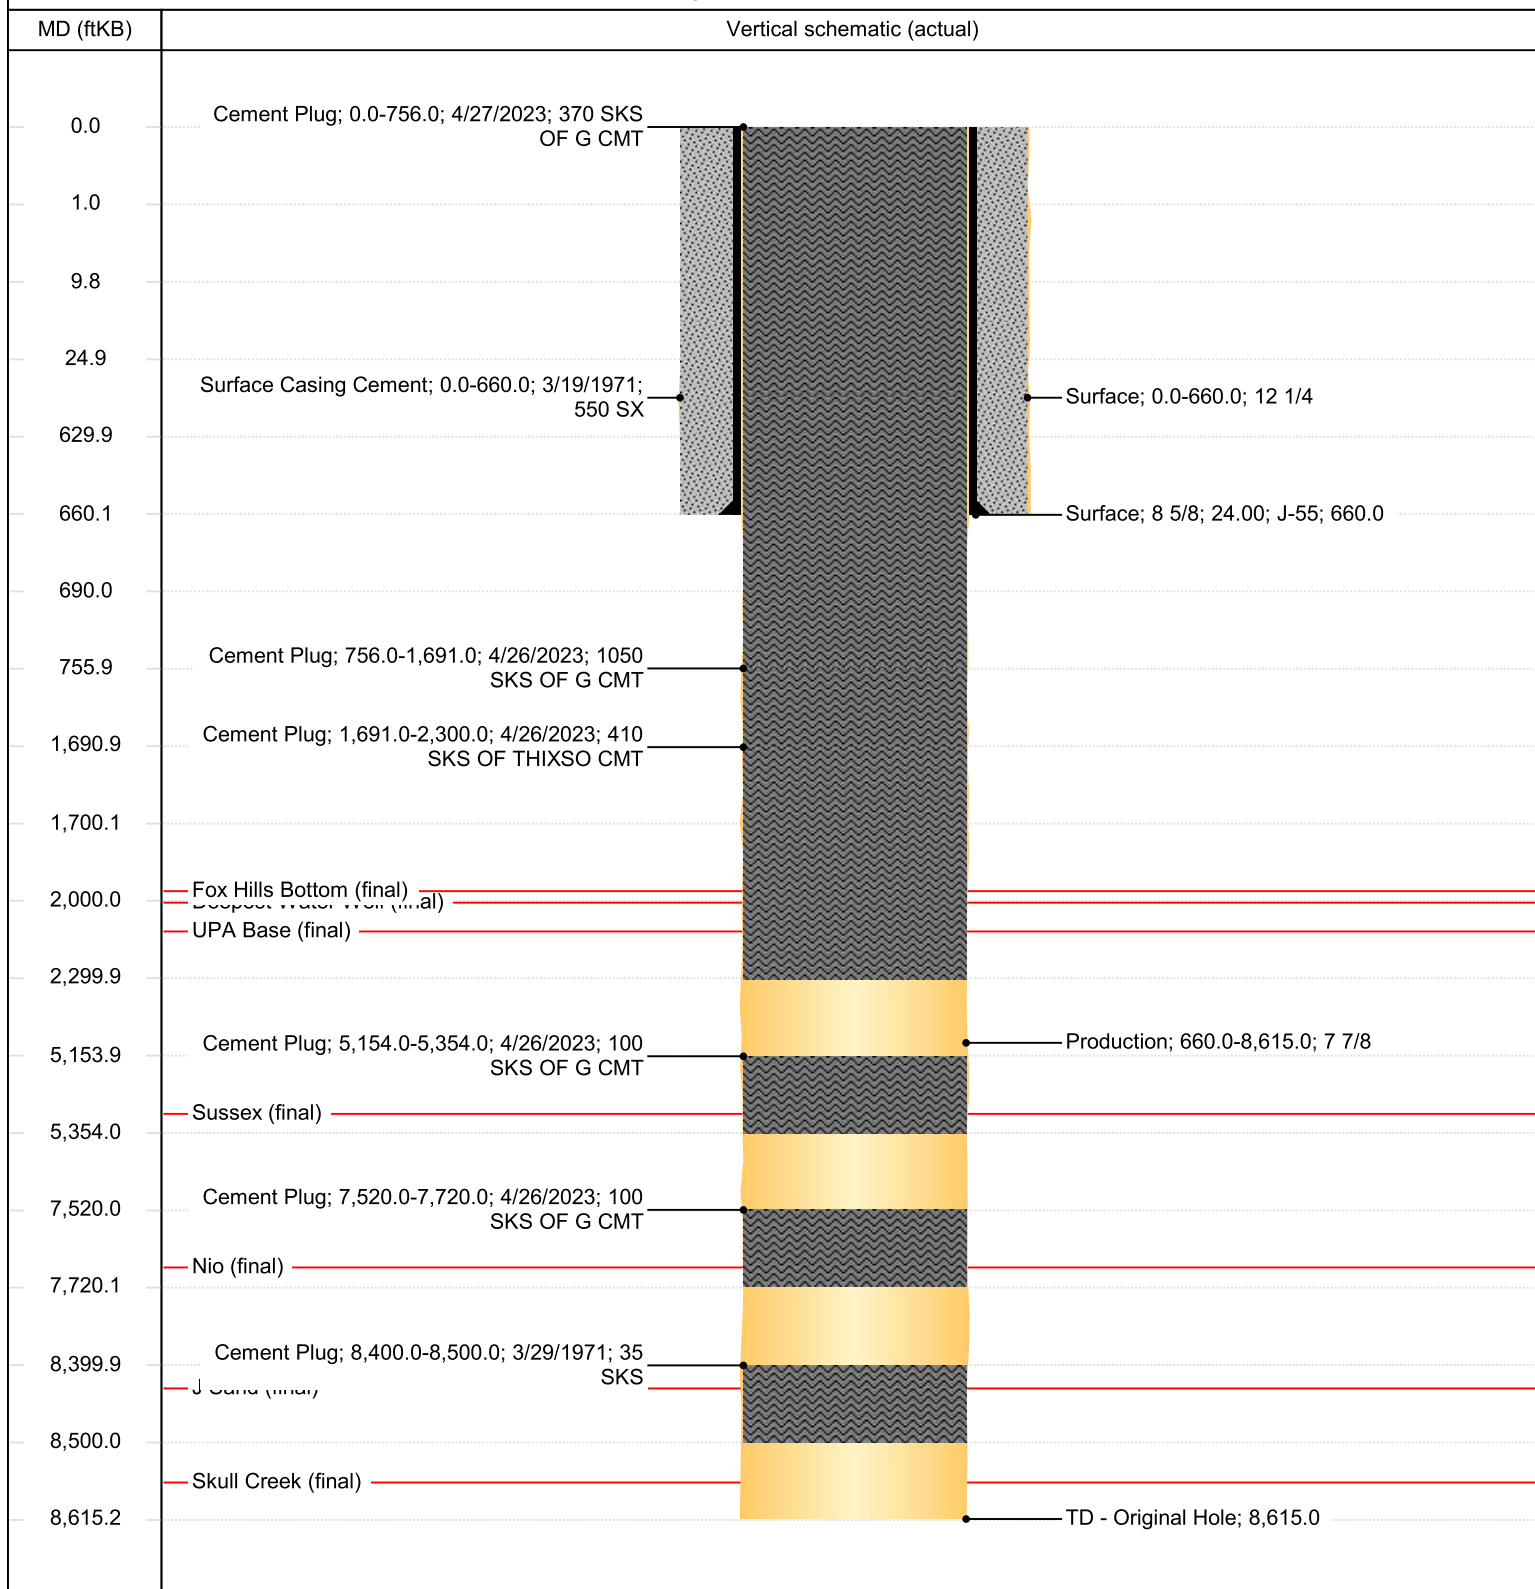 MD (ftKB)
Vertical schematic (actual)
Cement Plug; 0.0-756.0; 4/27/2023; 370 SKS
OF G CMT
0.0
1.0
9.8
24.9
Surface Casing Cement; 0.0-660.0; 3/19/1971;
550 SX
Surface; 0.0-660.0; 12 1/4
629.9
660.1
Surface; 8 5/8; 24.00; J-55; 660.0
690.0
Cement Plug; 756.0-1,691.0; 4/26/2023; 1050
SKS OF G CMT
755.9
Cement Plug; 1,691.0-2,300.0; 4/26/2023; 410
SKS OF THIXSO CMT
1,690.9
1,700.1
Fox Hills Bottom (final)
2,000.0
Deepest Water Well (final)
UPA Base (final)
2,299.9
Production; 660.0-8,615.0; 7 7/8
Cement Plug; 5,154.0-5,354.0; 4/26/2023; 100
SKS OF G CMT
5,153.9
Sussex (final)
5,354.0
Cement Plug; 7,520.0-7,720.0; 4/26/2023; 100
SKS OF G CMT
7,520.0
Nio (final)
7,720.1
Cement Plug; 8,400.0-8,500.0; 3/29/1971; 35
SKS
8,399.9
J Sand (final)
8,500.0
Skull Creek (final)
8,615.2
TD - Original Hole; 8,615.0